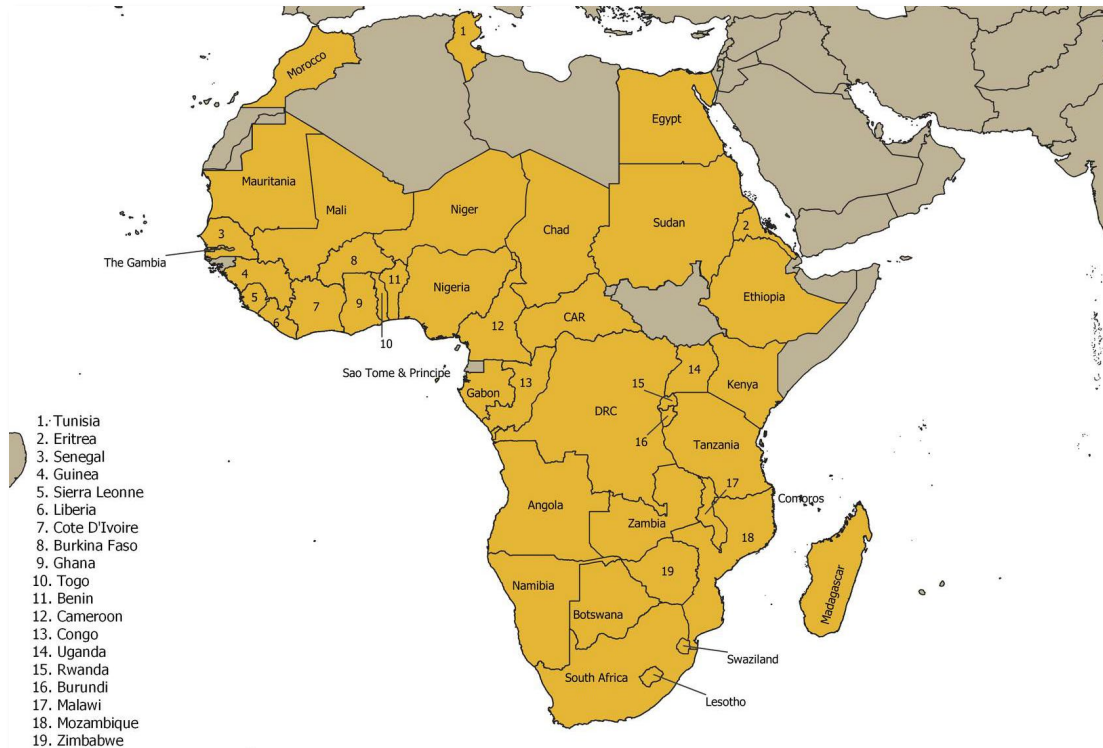 Morocco
1
Egypt
Mauritania
Mali
Niger
Chad
Sudan
2
3
The Gambia
4
8
11
Nigeria
Ethiopia
5
6
7
9
10
12
CAR
Sao Tome & Principe
Gabon
13
DRC
14
15
16
Kenya
Tanzania
17
Comoros
Angola
Zambia
18
19
Namibia
Botswana
Madagascar
Swaziland
South Africa
Lesotho
1. Tunisia
2. Eritrea
3. Senegal
4. Guinea
5. Sierra Leonne
6. Liberia
7. Cote D'Ivoire
8. Burkina Faso
9. Ghana
10. Togo
11. Benin
12. Cameroon
13. Congo
14. Uganda
15. Rwanda
16. Burundi
17. Malawi
18. Mozambique
19. Zimbabwe